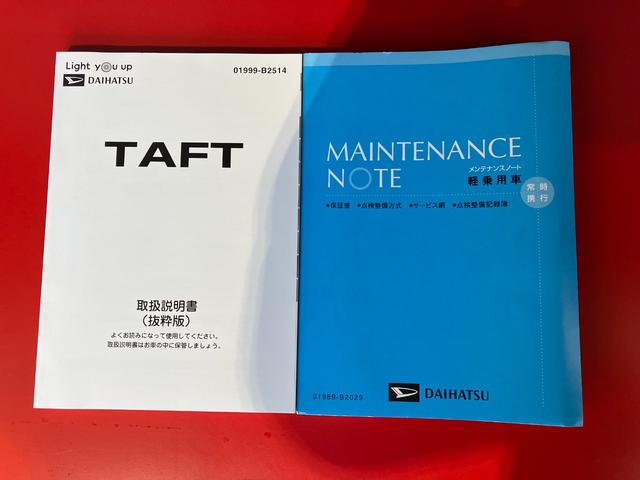 Light you up
DAIHATSU
01999-B2514
TAFT
取扱説明書
（抜粋版）
よくお読みになって使用してください。
取扱説明書はお車の中に保管しましょう。
MAINTENANCE
NOTE
メンテナンスノート
軽乗用車
常時
携行
●保証書 ●点検整備方式 ●サービス網 ●点検整備記録簿
01989-B2029
DAIHATSU